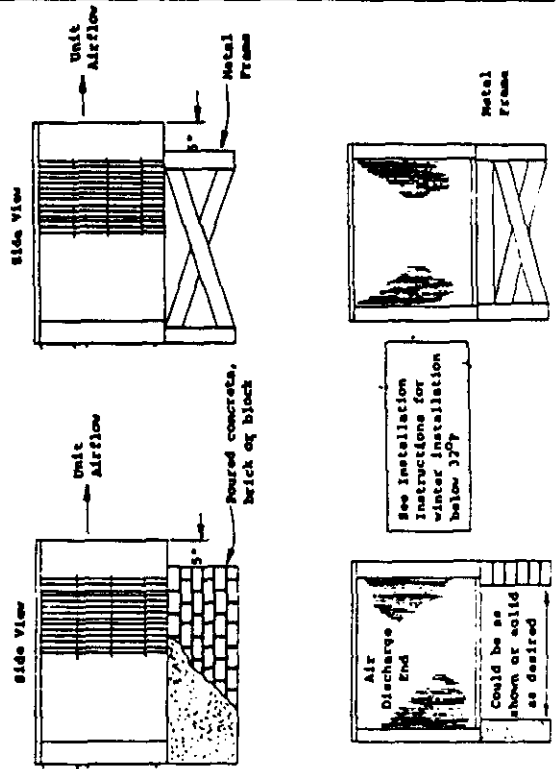 Side View
Unit
Airflow
5"
Poured concrete,
brick or block
Side View
Unit
Airflow
5"
Metal
Frame
Air
Discharge
End
Could be as
shown or solid
as desired
See Installation
Instructions for
winter installation
below 32°F
Metal
Frame